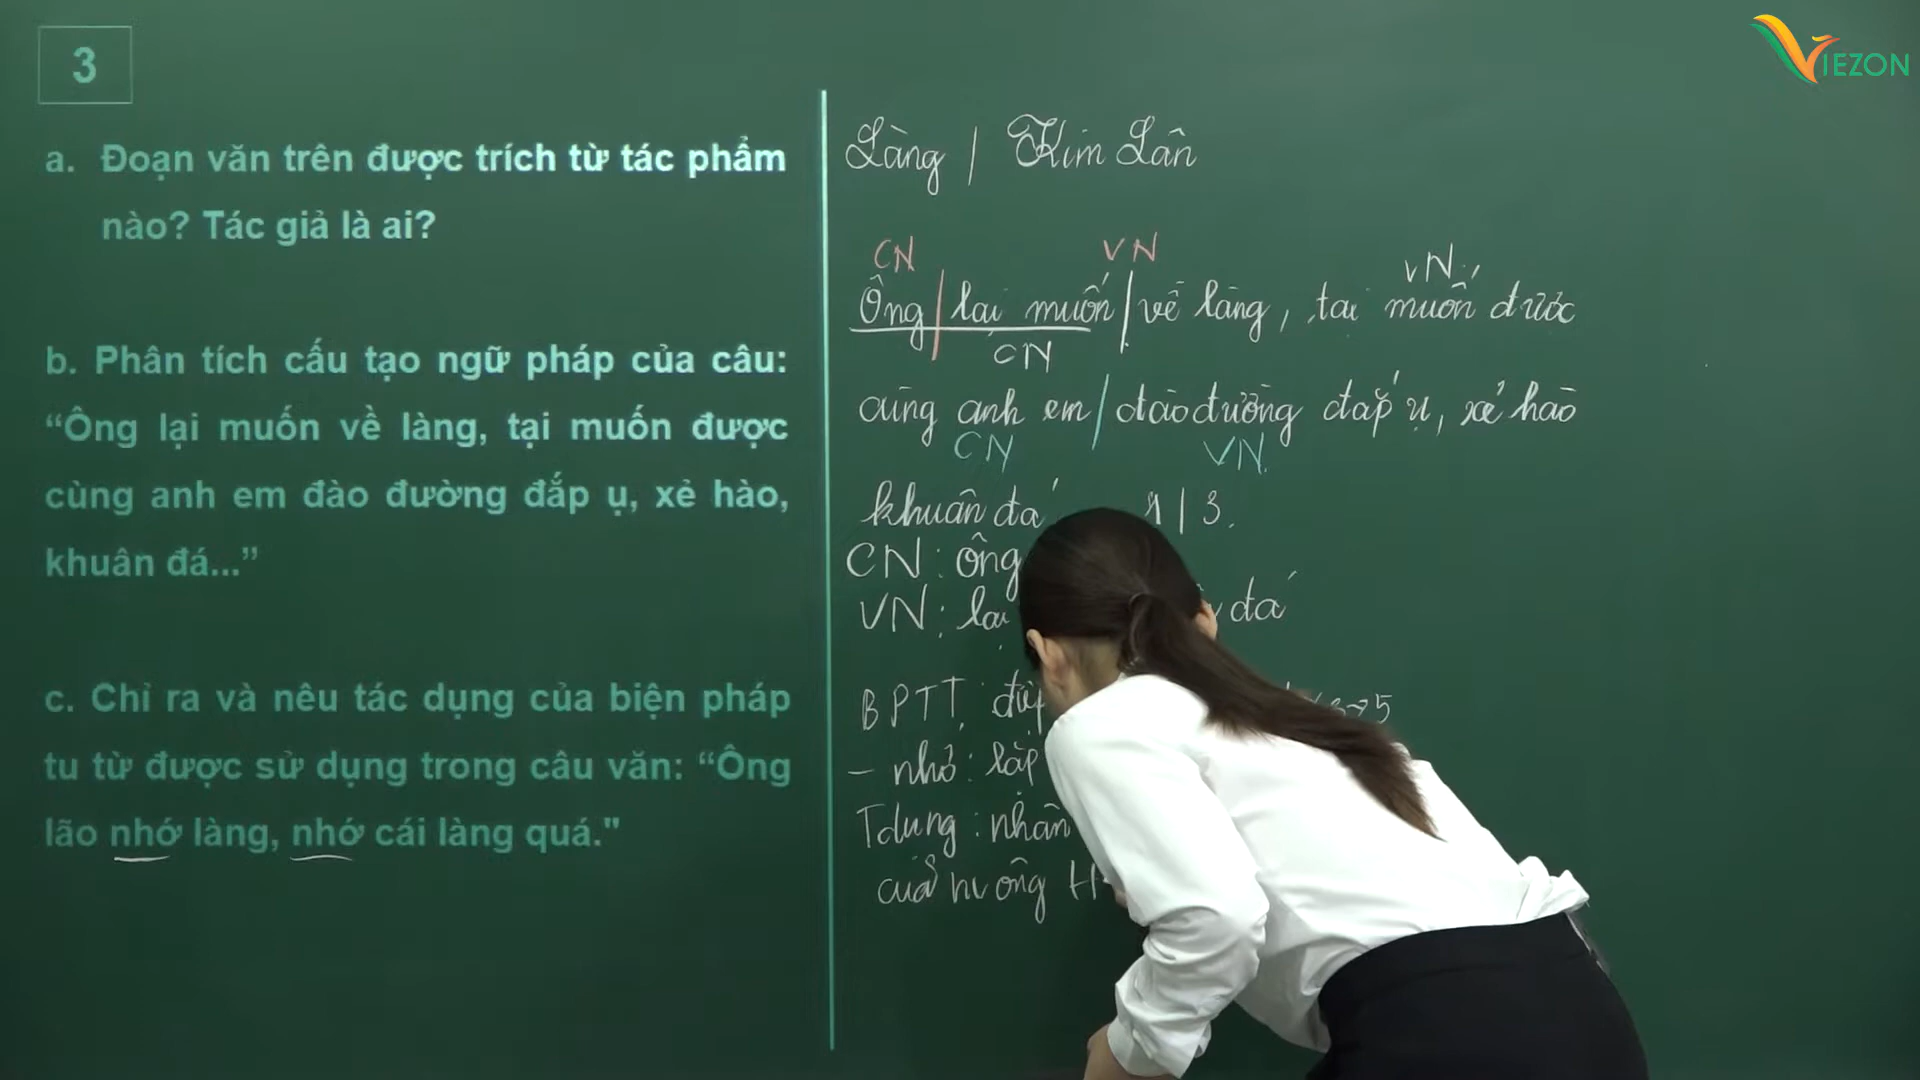 3
VIEZON
a. Đoạn văn trên được trích từ tác phẩm
nào? Tác giả là ai?
b. Phân tích cấu tạo ngữ pháp của câu:
“Ông lại muốn về làng, tại muốn được
cùng anh em đào đường đắp ụ, xẻ hào,
khuân đá...”
c. Chỉ ra và nêu tác dụng của biện pháp
tu từ được sử dụng trong câu văn: “Ông
lão nhớ làng, nhớ cái làng quá."
Làng / Kim Lân
CN VN VN
Ông / lại muốn / về làng, tại muốn được
CN
cùng anh em / đào đường đắp ụ, xẻ hào
CN VN
khuân đá 1 | 3.
CN: ông
VN: lại đá
BPTT: 5
- nhớ: lặp
Tdụng: nhấn